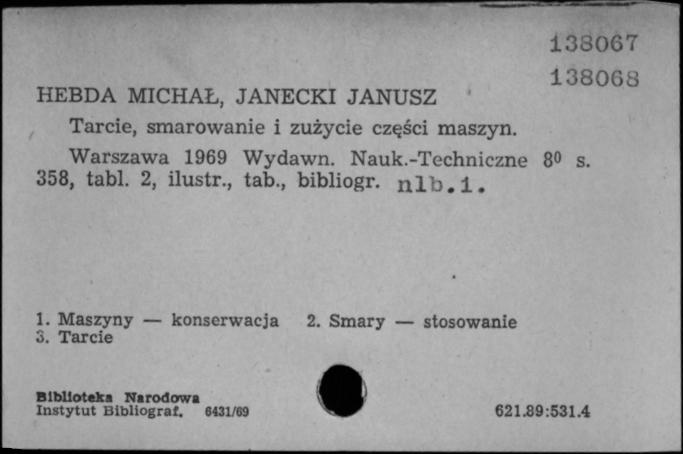 138067
138068
HEBDA MICHAŁ, JANECKI JANUSZ
Tarcie, smarowanie i zużycie części maszyn.
Warszawa 1969 Wydawn. Nauk.-Techniczne 8⁰ s.
358, tabl. 2, ilustr., tab., bibliogr. nlb.1.
1. Maszyny — konserwacja 2. Smary — stosowanie
3. Tarcie
Biblioteka Narodowa
Instytut Bibliograf. 6431/69
621.89:531.4